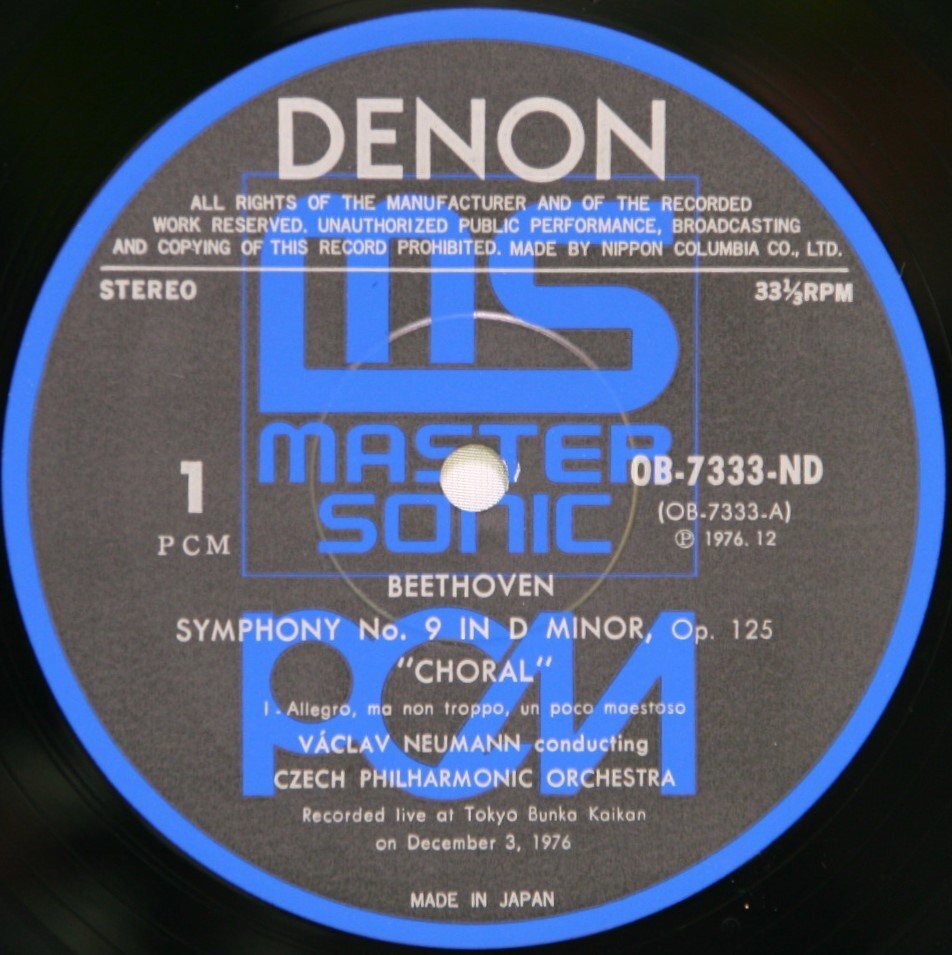 DENON
ALL RIGHTS OF THE MANUFACTURER AND OF THE RECORDED
WORK RESERVED. UNAUTHORIZED PUBLIC PERFORMANCE, BROADCASTING
AND COPYING OF THIS RECORD PROHIBITED. MADE BY NIPPON COLUMBIA CO., LTD.
STEREO 33⅓RPM
MS
MASTER
SONIC
1
PCM
OB-7333-ND
(OB-7333-A)
℗ 1976. 12
BEETHOVEN
SYMPHONY No. 9 IN D MINOR, Op. 125
"CHORAL"
I. Allegro, ma non troppo, un poco maestoso
PCM
VÁCLAV NEUMANN conducting
CZECH PHILHARMONIC ORCHESTRA
Recorded live at Tokyo Bunka Kaikan
on December 3, 1976
MADE IN JAPAN